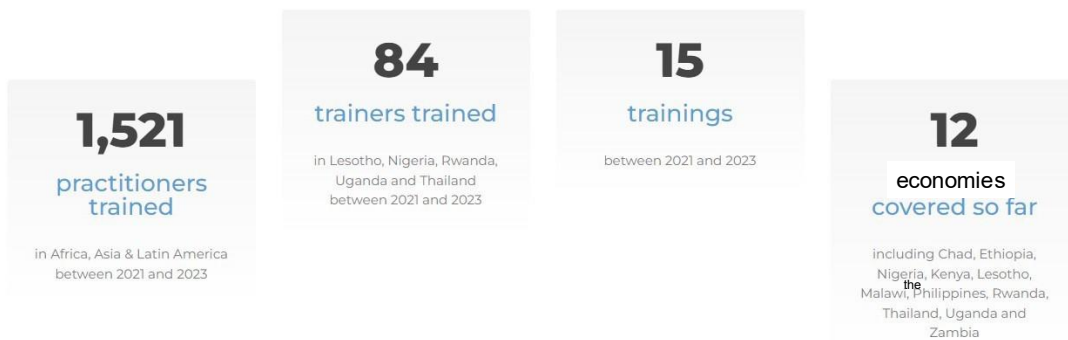 1,521
practitioners
trained
in Africa, Asia & Latin America
between 2021 and 2023
84
trainers trained
in Lesotho, Nigeria, Rwanda,
Uganda and Thailand
between 2021 and 2023
15
trainings
between 2021 and 2023
12
economies
covered so far
including Chad, Ethiopia,
Nigeria, Kenya, Lesotho,
Malawi, the Philippines, Rwanda,
Thailand, Uganda and
Zambia